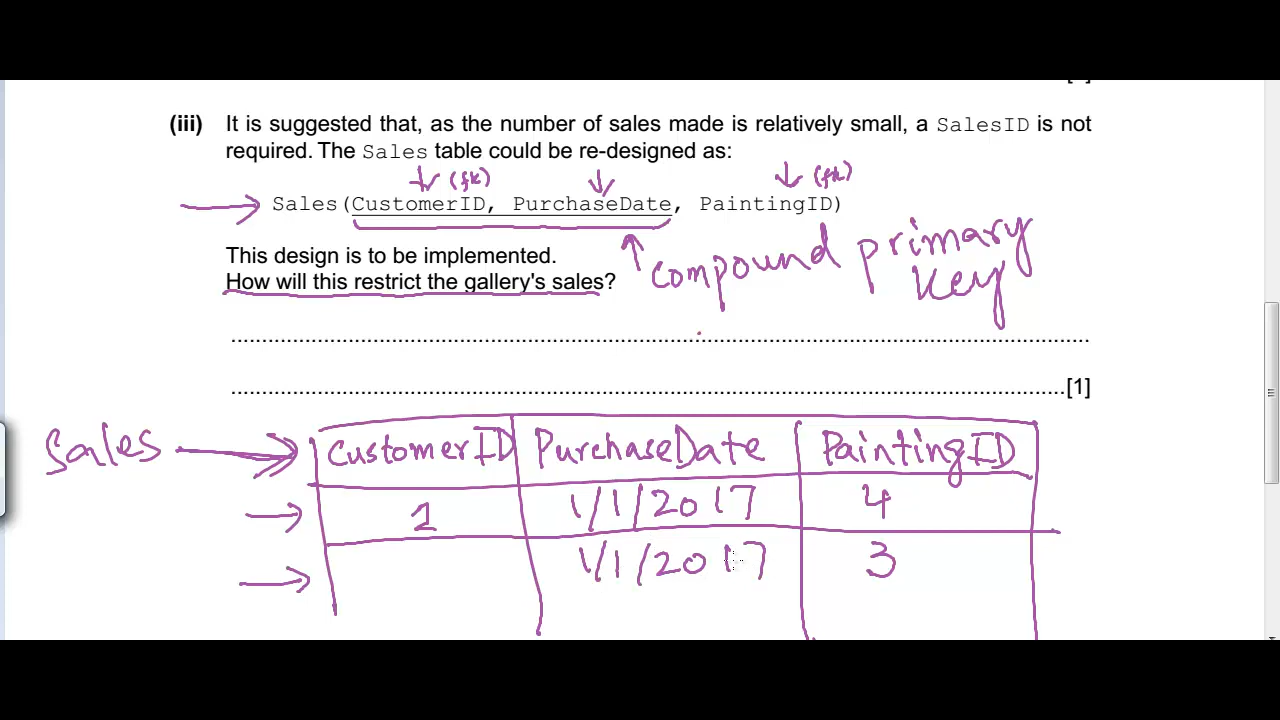 (iii) It is suggested that, as the number of sales made is relatively small, a SalesID is not
required. The Sales table could be re-designed as:
(fk) (fk)
Sales(CustomerID, PurchaseDate, PaintingID)
compound primary key
This design is to be implemented.
How will this restrict the gallery's sales?
[1]
Sales
CustomerID PurchaseDate PaintingID
1 1/1/2017 4
1/1/2017 3